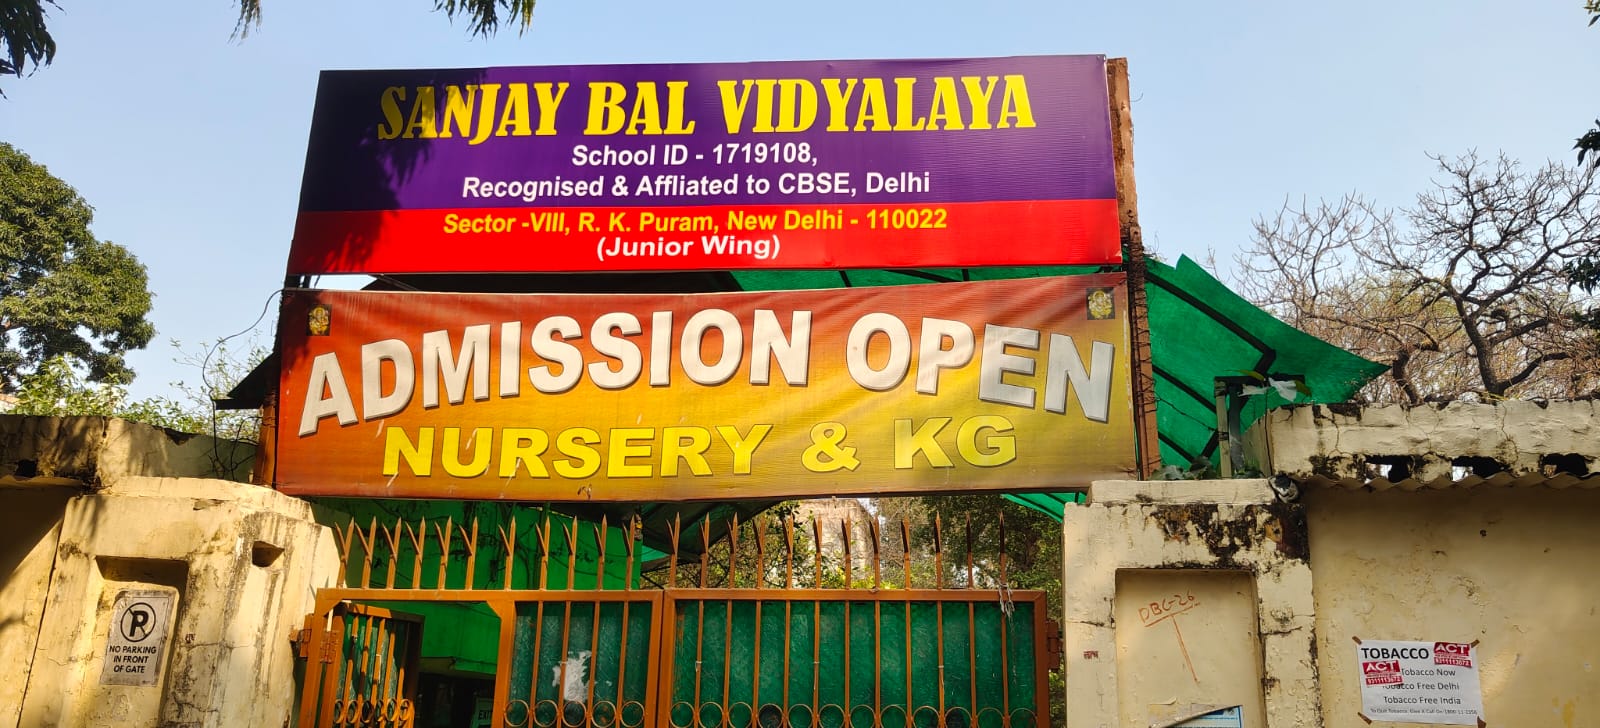 SANJAY BAL VIDYALAYA
School ID - 1719108,
Recognised & Affliated to CBSE, Delhi
Sector -VIII, R. K. Puram, New Delhi - 110022
(Junior Wing)
ADMISSION OPEN
NURSERY & KG
P
NO PARKING
IN FRONT
OF GATE
DBG-26
TOBACCO
ACT
ACT
Tobacco Now
Tobacco Free Delhi
Tobacco Free India